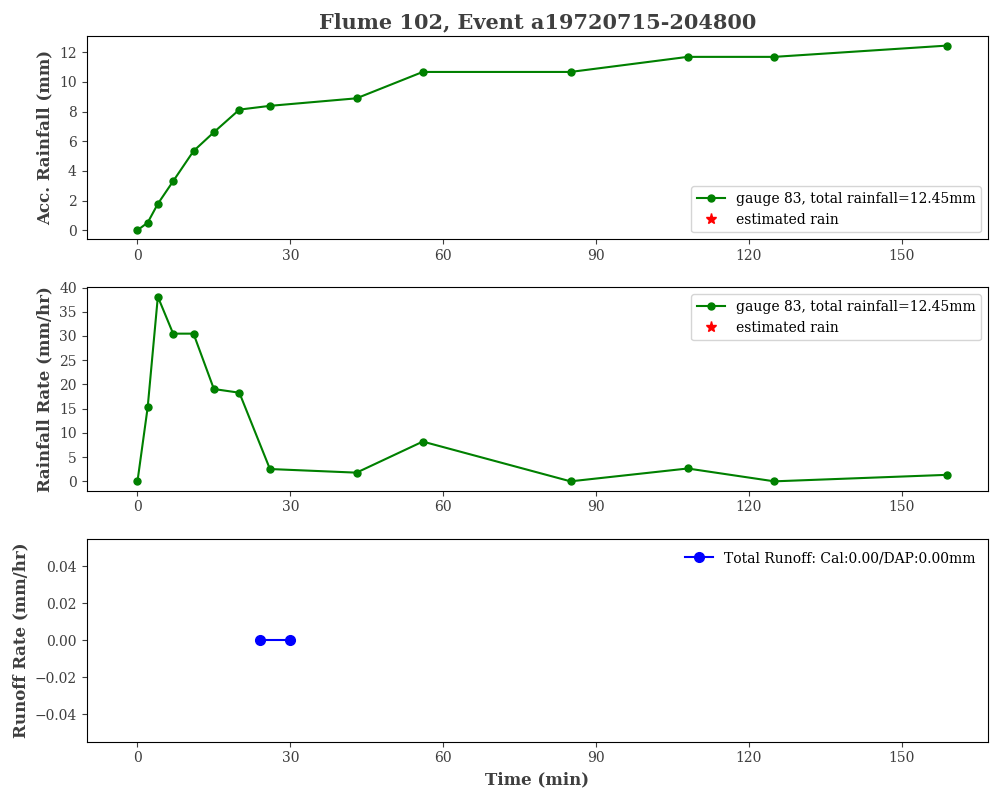 Flume 102, Event a19720715-204800
Acc. Rainfall (mm)
12
10
8
6
4
2
0
gauge 83, total rainfall=12.45mm
estimated rain
0 30 60 90 120 150
Rainfall Rate (mm/hr)
40
35
30
25
20
15
10
5
0
gauge 83, total rainfall=12.45mm
estimated rain
0 30 60 90 120 150
Runoff Rate (mm/hr)
0.04
0.02
0.00
−0.02
−0.04
Total Runoff: Cal:0.00/DAP:0.00mm
0 30 60 90 120 150
Time (min)